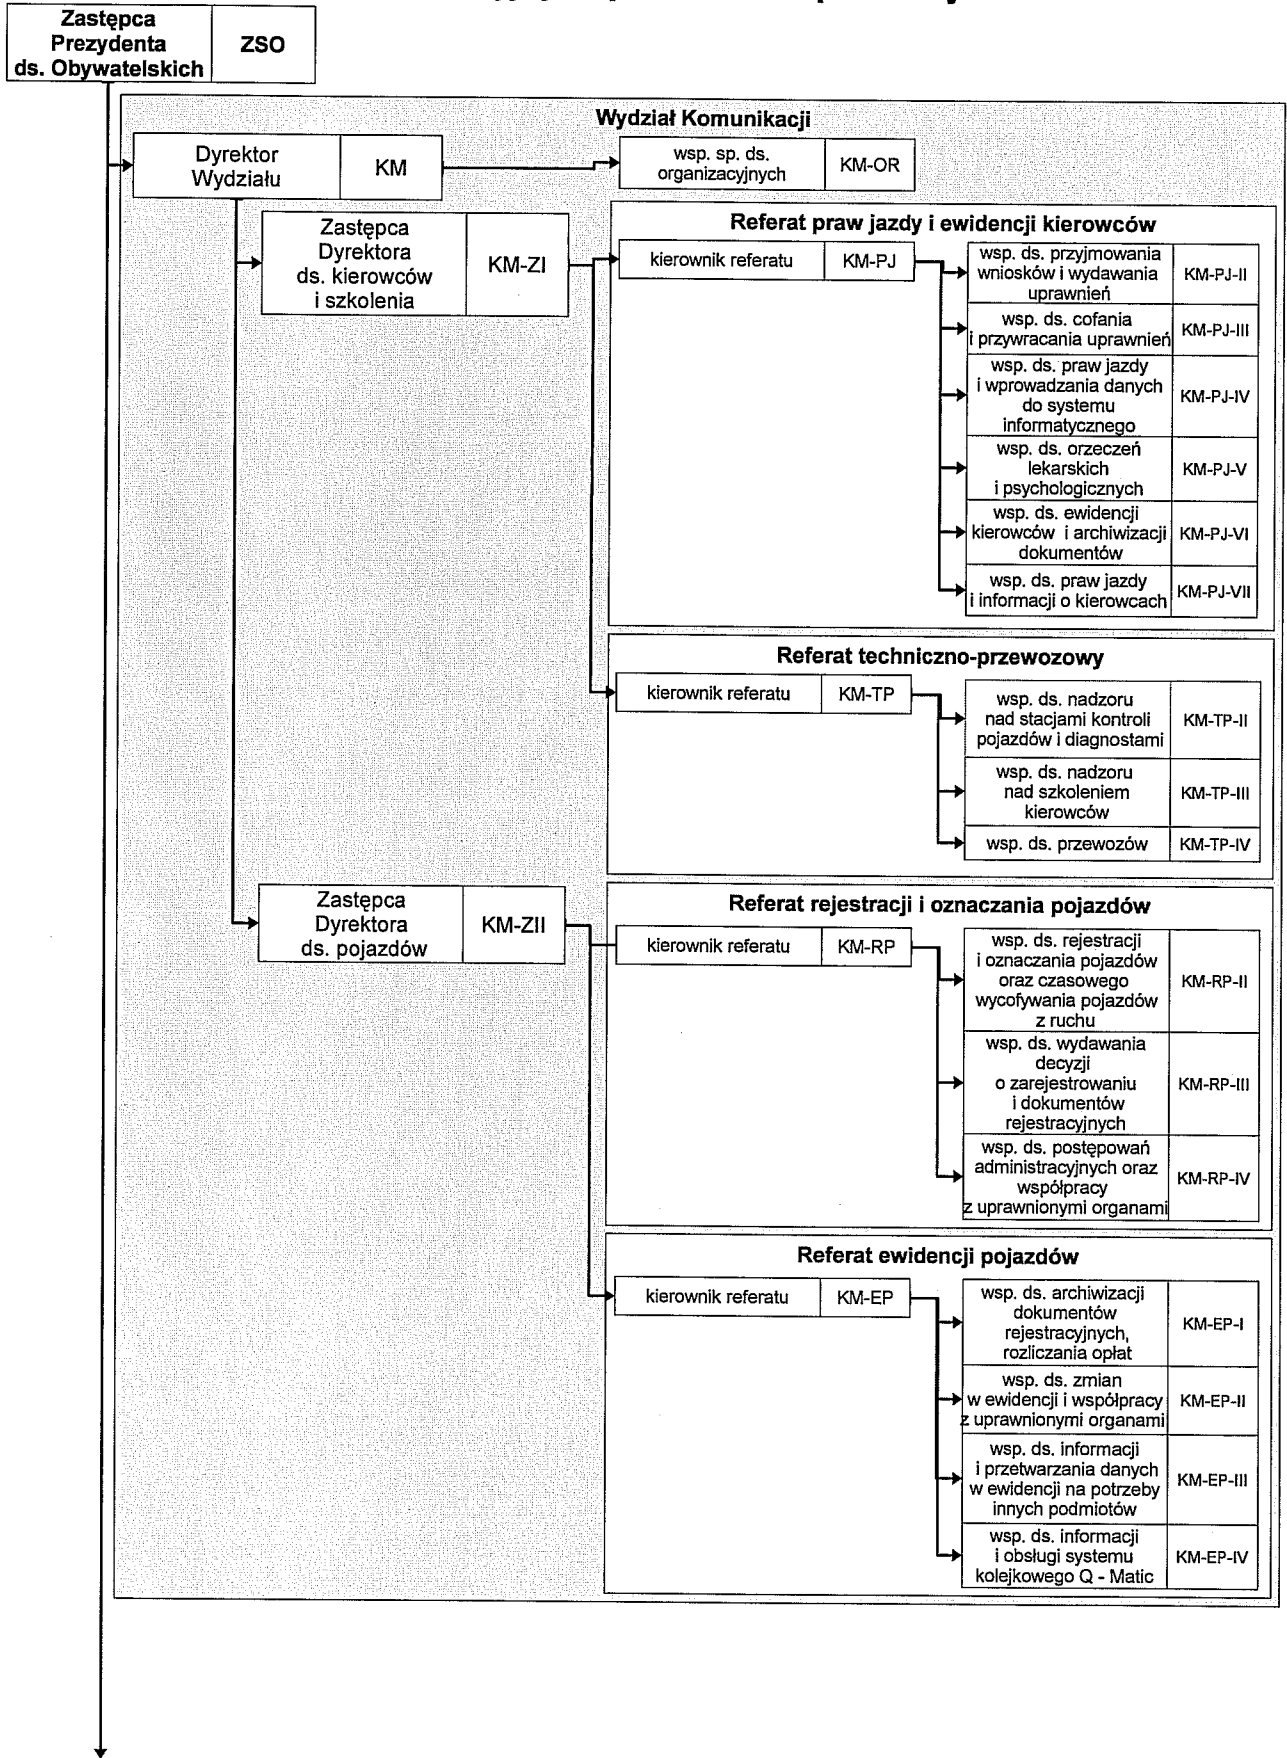 Zastępca
Prezydenta
ds. Obywatelskich
ZSO
Wydział Komunikacji
Dyrektor
Wydziału
KM
wsp. sp. ds.
organizacyjnych
KM-OR
Zastępca
Dyrektora
ds. kierowców
i szkolenia
KM-ZI
Referat praw jazdy i ewidencji kierowców
kierownik referatu
KM-PJ
wsp. ds. przyjmowania
wniosków i wydawania
uprawnień
KM-PJ-II
wsp. ds. cofania
i przywracania uprawnień
KM-PJ-III
wsp. ds. praw jazdy
i wprowadzania danych
do systemu
informatycznego
KM-PJ-IV
wsp. ds. orzeczeń
lekarskich
i psychologicznych
KM-PJ-V
wsp. ds. ewidencji
kierowców i archiwizacji
dokumentów
KM-PJ-VI
wsp. ds. praw jazdy
i informacji o kierowcach
KM-PJ-VII
Referat techniczno-przewozowy
kierownik referatu
KM-TP
wsp. ds. nadzoru
nad stacjami kontroli
pojazdów i diagnostami
KM-TP-II
wsp. ds. nadzoru
nad szkoleniem
kierowców
KM-TP-III
wsp. ds. przewozów
KM-TP-IV
Zastępca
Dyrektora
ds. pojazdów
KM-ZII
Referat rejestracji i oznaczania pojazdów
kierownik referatu
KM-RP
wsp. ds. rejestracji
i oznaczania pojazdów
oraz czasowego
wycofywania pojazdów
z ruchu
KM-RP-II
wsp. ds. wydawania
decyzji
o zarejestrowaniu
i dokumentów
rejestracyjnych
KM-RP-III
wsp. ds. postępowań
administracyjnych oraz
współpracy
z uprawnionymi organami
KM-RP-IV
Referat ewidencji pojazdów
kierownik referatu
KM-EP
wsp. ds. archiwizacji
dokumentów
rejestracyjnych,
rozliczania opłat
KM-EP-I
wsp. ds. zmian
w ewidencji i współpracy
z uprawnionymi organami
KM-EP-II
wsp. ds. informacji
i przetwarzania danych
w ewidencji na potrzeby
innych podmiotów
KM-EP-III
wsp. ds. informacji
i obsługi systemu
kolejkowego Q - Matic
KM-EP-IV